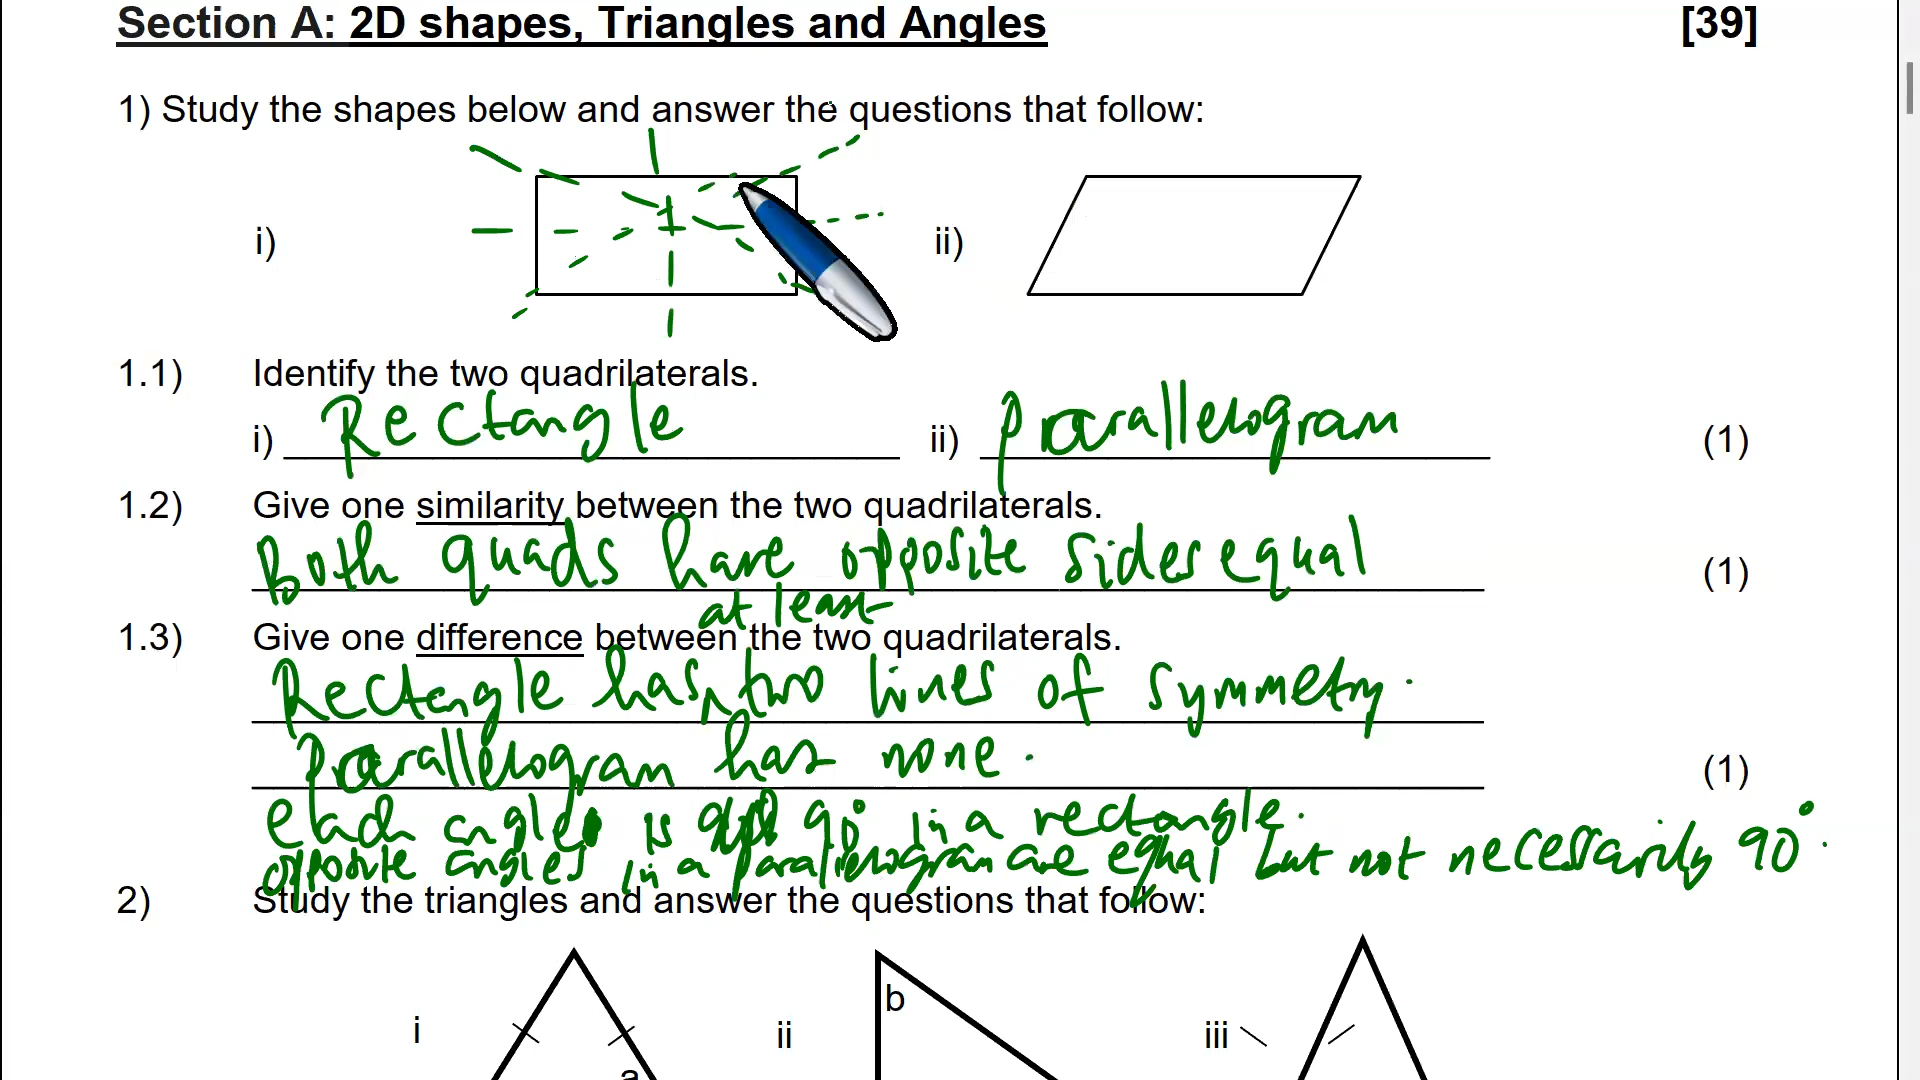 Section A: 2D shapes, Triangles and Angles [39]
1) Study the shapes below and answer the questions that follow:
i) ii)
1.1) Identify the two quadrilaterals.
i) Rectangle ii) Parallelogram (1)
1.2) Give one similarity between the two quadrilaterals.
Both quads have opposite sides equal (1)
at least
1.3) Give one difference between the two quadrilaterals.
Rectangle has two lines of symmetry.
Parallelogram has none. (1)
Each angle is 90° in a rectangle.
opposite angles in a parallelogram are equal but not necessarily 90°.
2) Study the triangles and answer the questions that follow:
b
i ii iii
a